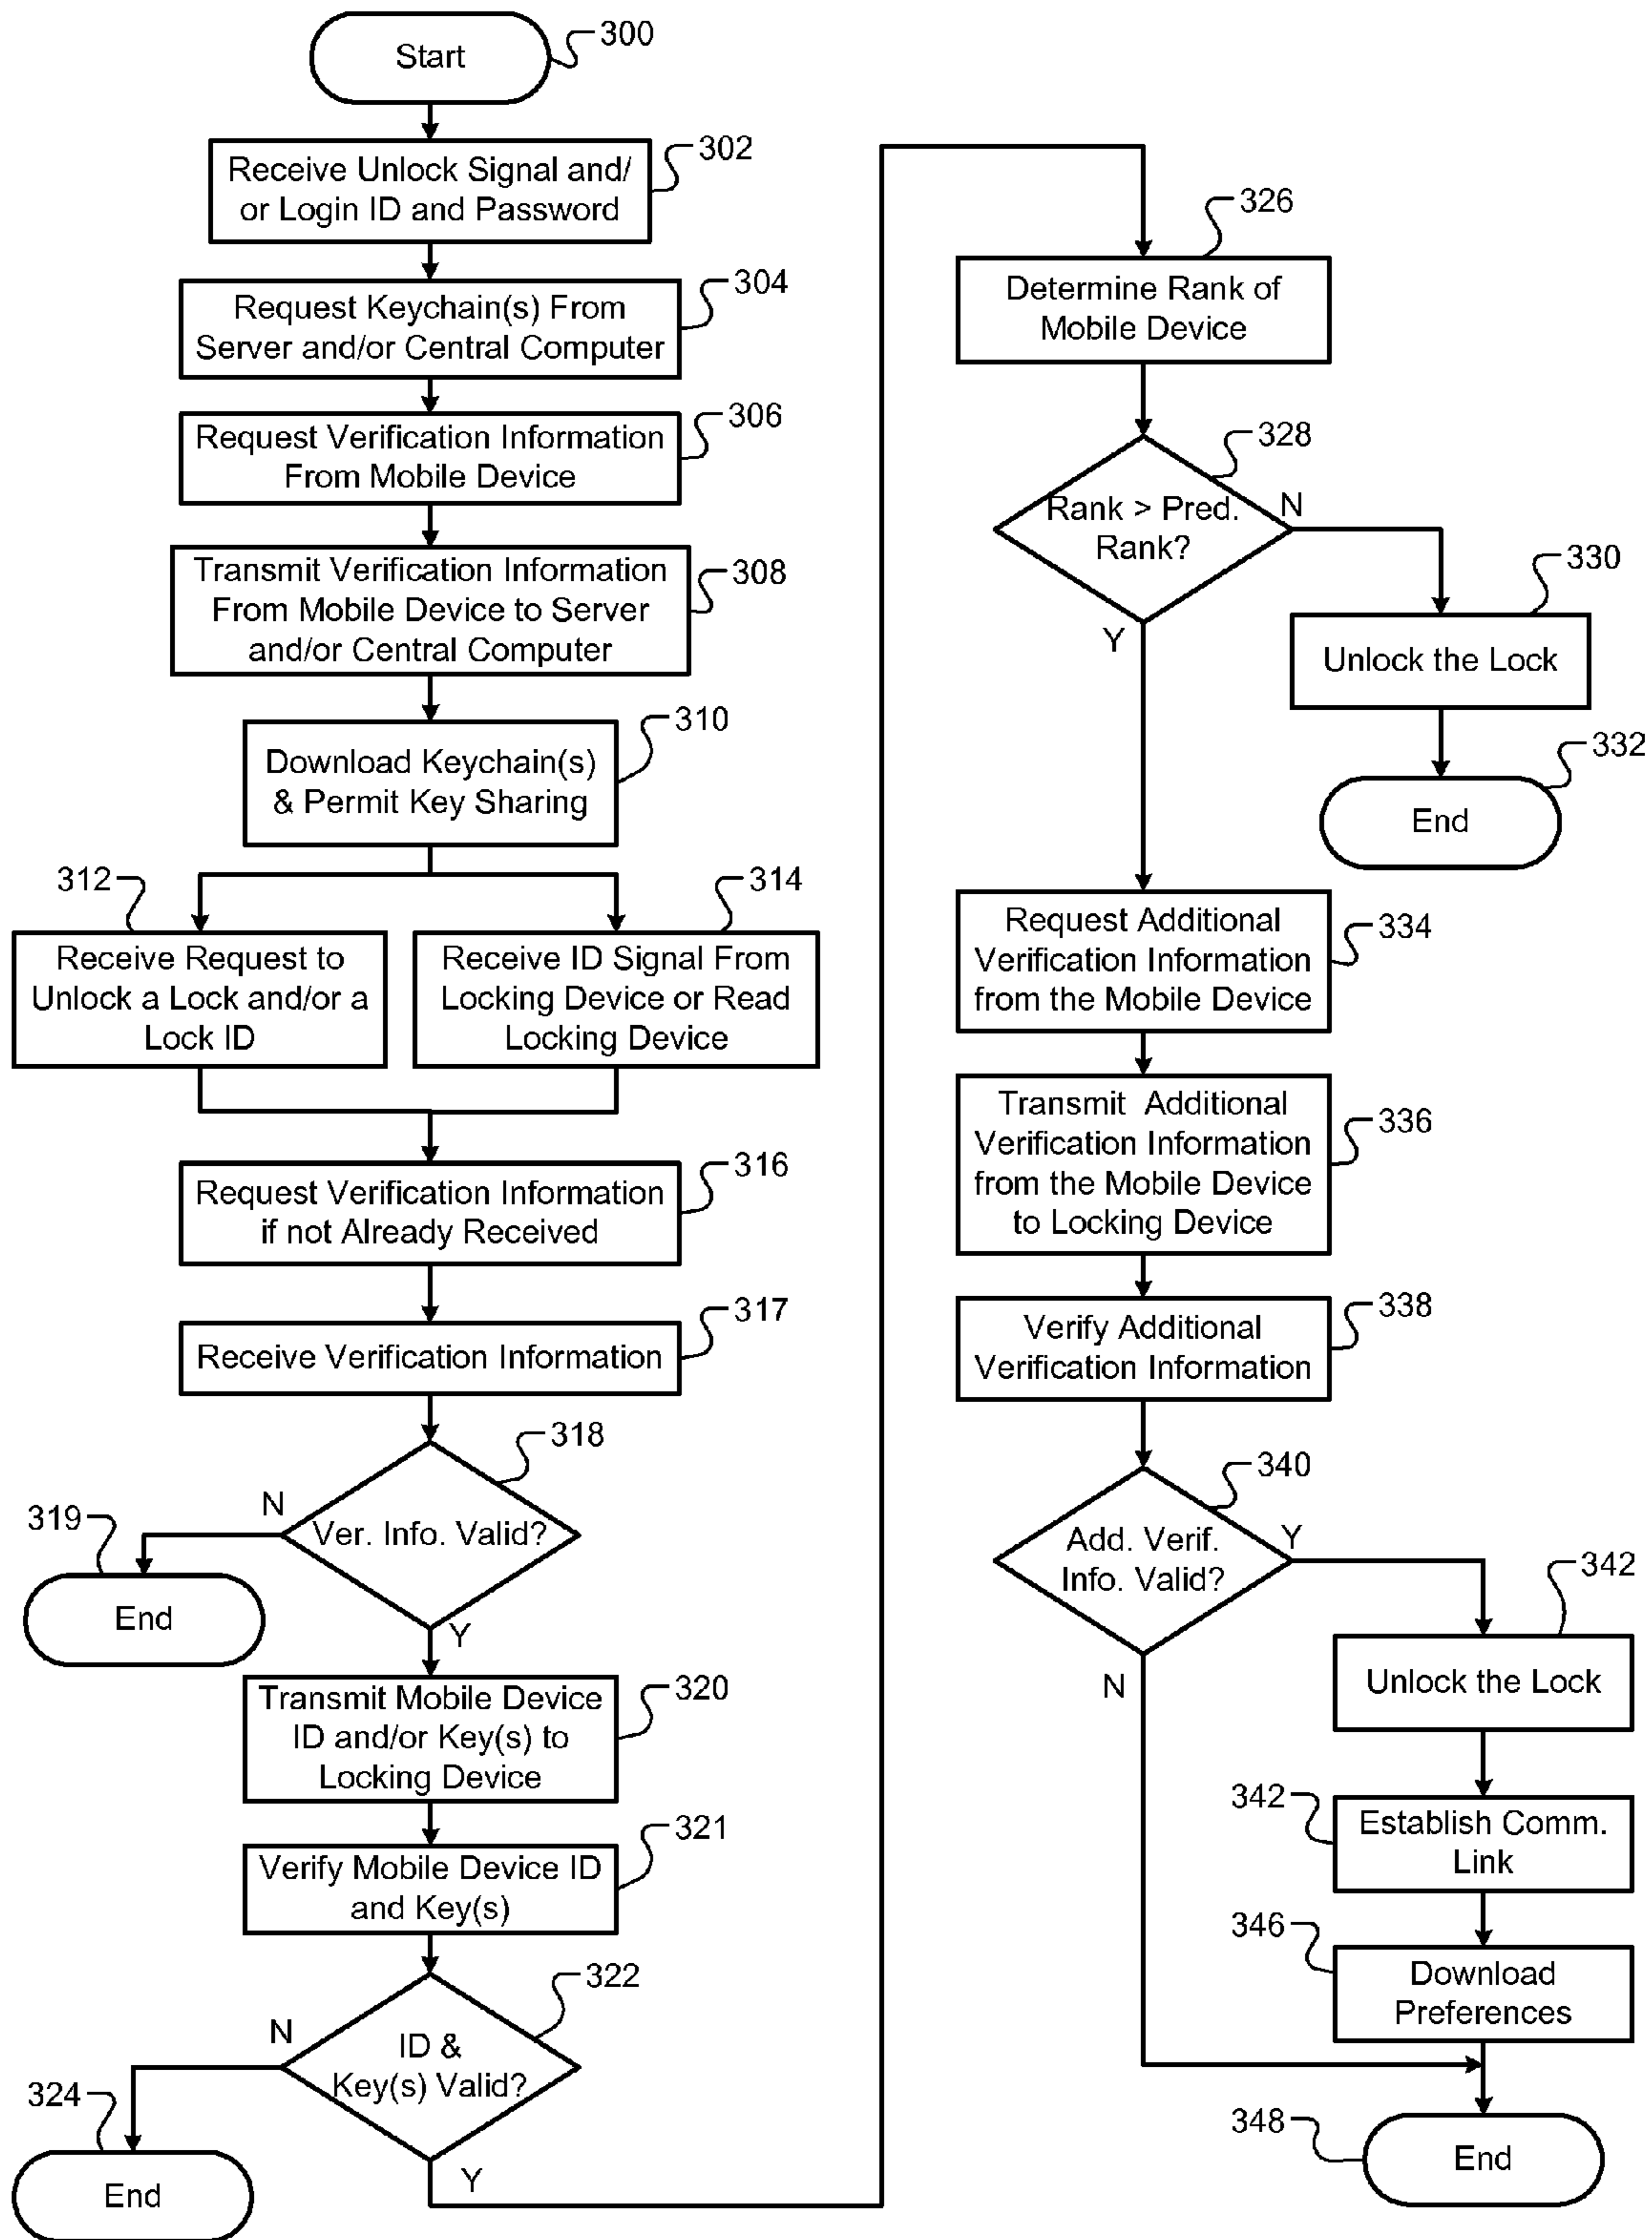 Start
300
302
Receive Unlock Signal and/
or Login ID and Password
304
Request Keychain(s) From
Server and/or Central Computer
306
Request Verification Information
From Mobile Device
308
Transmit Verification Information
From Mobile Device to Server
and/or Central Computer
310
Download Keychain(s)
& Permit Key Sharing
312
Receive Request to
Unlock a Lock and/or a
Lock ID
314
Receive ID Signal From
Locking Device or Read
Locking Device
316
Request Verification Information
if not Already Received
317
Receive Verification Information
318
Ver. Info. Valid?
N
319
End
Y
320
Transmit Mobile Device
ID and/or Key(s) to
Locking Device
321
Verify Mobile Device ID
and Key(s)
322
ID &
Key(s) Valid?
N
324
End
Y
326
Determine Rank of
Mobile Device
328
Rank > Pred.
Rank?
N
330
Unlock the Lock
332
End
Y
334
Request Additional
Verification Information
from the Mobile Device
336
Transmit Additional
Verification Information
from the Mobile Device
to Locking Device
338
Verify Additional
Verification Information
340
Add. Verif.
Info. Valid?
Y
342
Unlock the Lock
N
342
Establish Comm.
Link
346
Download
Preferences
348
End